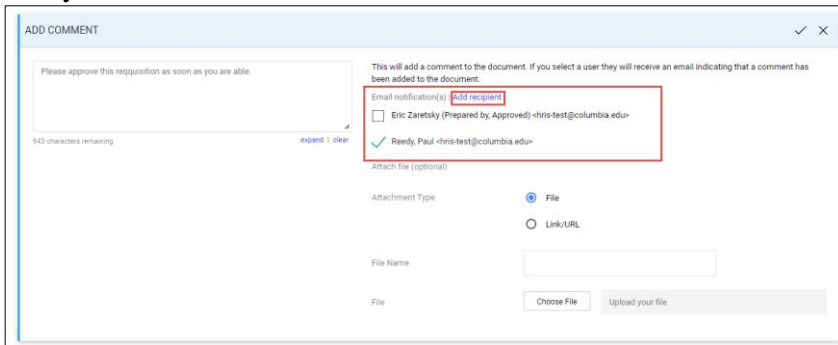 ADD COMMENT
Please approve this reqquisition as soon as you are able.
943 characters remaining
expand | clear
This will add a comment to the document. If you select a user they will receive an email indicating that a comment has
been added to the document.
Email notification(s) | Add recipient
Eric Zaretsky (Prepared by, Approved) <hris-test@columbia.edu>
Reedy, Paul <hris-test@columbia.edu>
Attach file (optional)
Attachment Type
File
Link/URL
File Name
File
Choose File
Upload your file